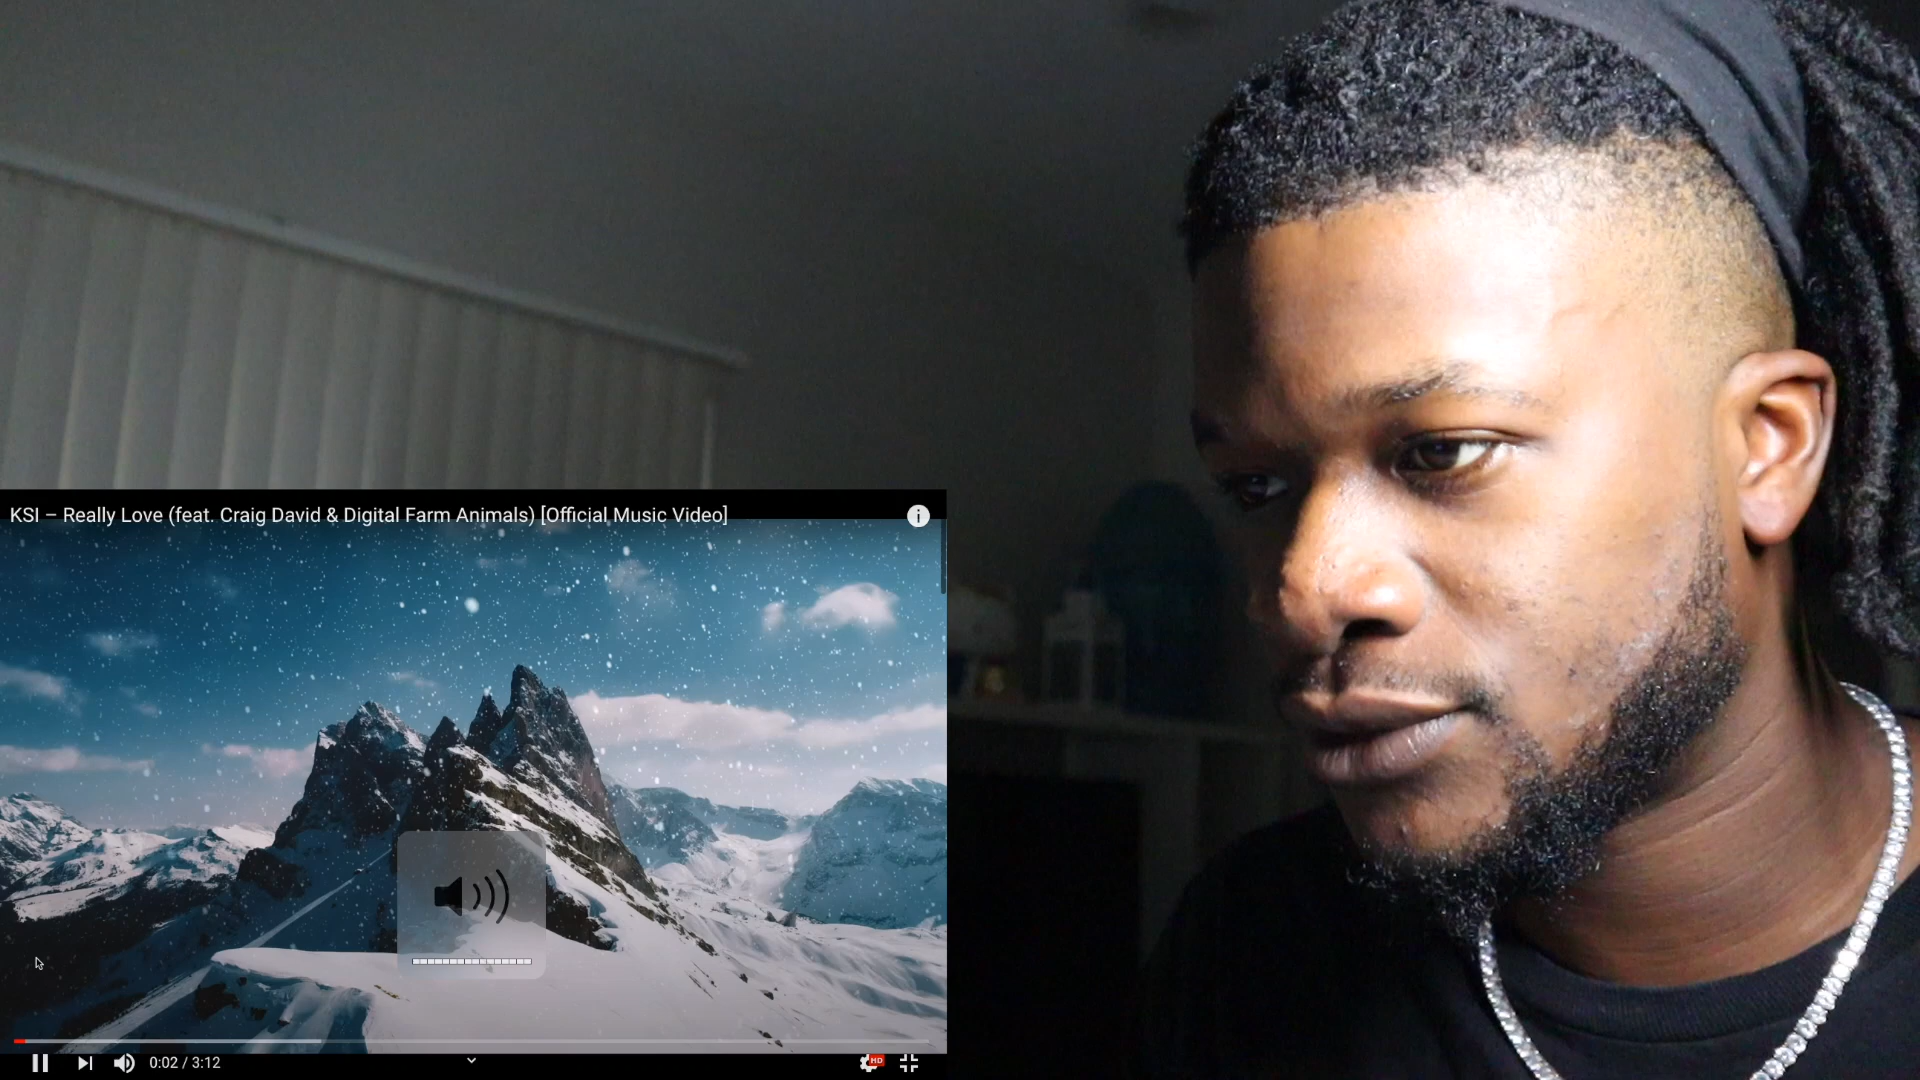 KSI – Really Love (feat. Craig David & Digital Farm Animals) [Official Music Video]
0:02 / 3:12
HD